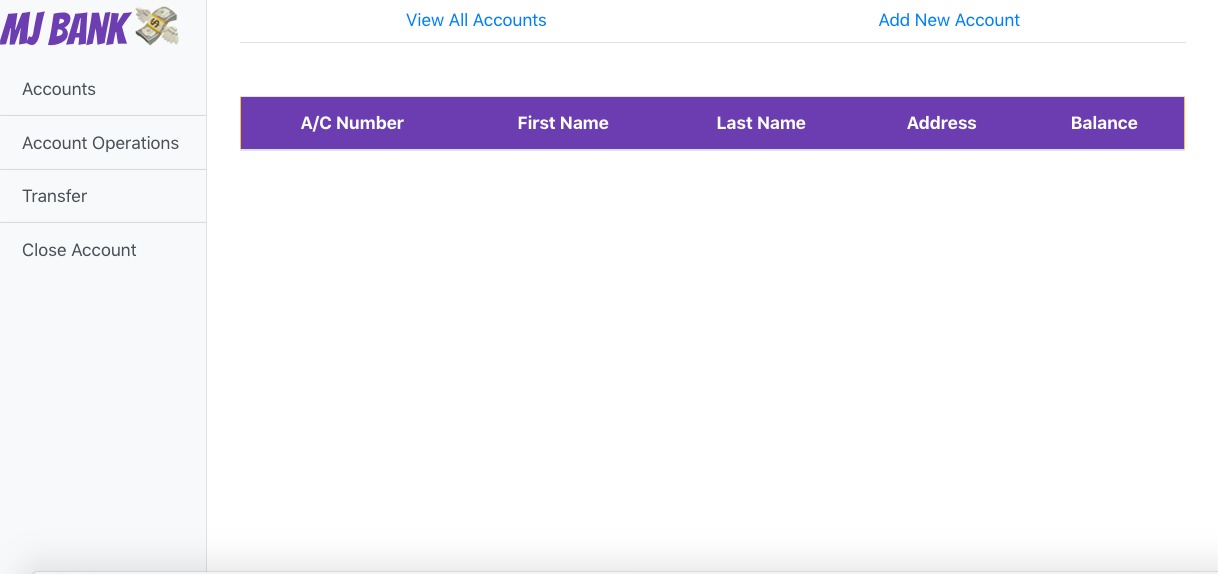 MJ BANK
View All Accounts
Add New Account
Accounts
Account Operations
Transfer
Close Account
A/C Number First Name Last Name Address Balance